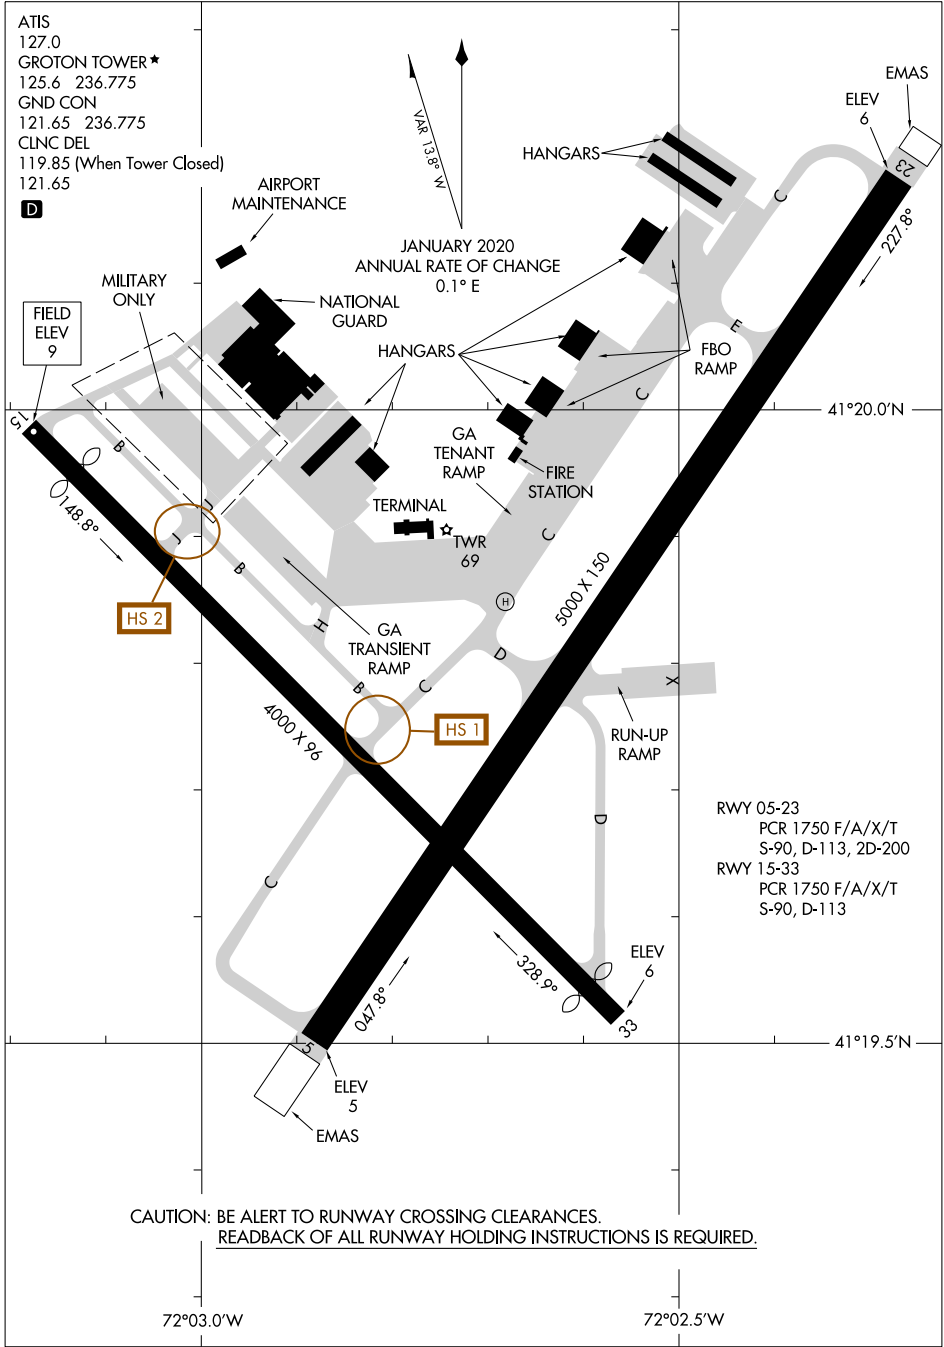 ATIS
127.0
GROTON TOWER★
125.6 236.775
GND CON
121.65 236.775
CLNC DEL
119.85 (When Tower Closed)
121.65
D
VAR 13.8° W
JANUARY 2020
ANNUAL RATE OF CHANGE
0.1° E
EMAS
ELEV
6
23
227.8°
HANGARS
C
AIRPORT
MAINTENANCE
MILITARY
ONLY
NATIONAL
GUARD
FIELD
ELEV
9
HANGARS
E
FBO
RAMP
C
15
41°20.0'N
B
GA
TENANT
RAMP
FIRE
STATION
148.8°
J
J
TERMINAL
TWR
69
C
B
HS 2
H
H
5000 X 150
GA
TRANSIENT
RAMP
D
B
C
X
4000 X 96
HS 1
RUN-UP
RAMP
D
RWY 05-23
PCR 1750 F/A/X/T
S-90, D-113, 2D-200
RWY 15-33
PCR 1750 F/A/X/T
S-90, D-113
C
328.9°
ELEV
6
33
047.8°
5
41°19.5'N
ELEV
5
EMAS
CAUTION: BE ALERT TO RUNWAY CROSSING CLEARANCES.
READBACK OF ALL RUNWAY HOLDING INSTRUCTIONS IS REQUIRED.
72°03.0'W
72°02.5'W